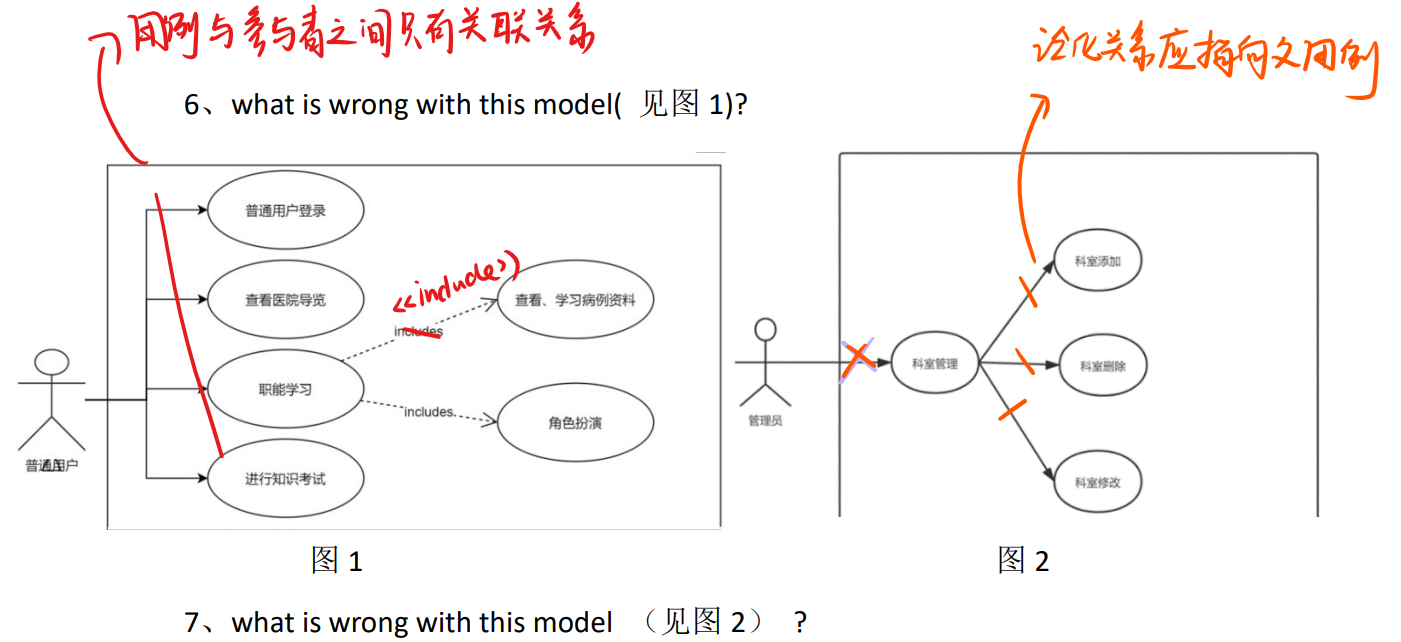 用例与参与者之间只有关联关系
泛化关系应指向父用例
6、what is wrong with this model( 见图 1)?
普通用户登录
查看医院导览
<<include>>
查看、学习病例资料
includes
职能学习
includes
角色扮演
进行知识考试
普通用户
科室添加
科室管理
科室删除
管理员
科室修改
图 1
图 2
7、what is wrong with this model （见图 2） ?